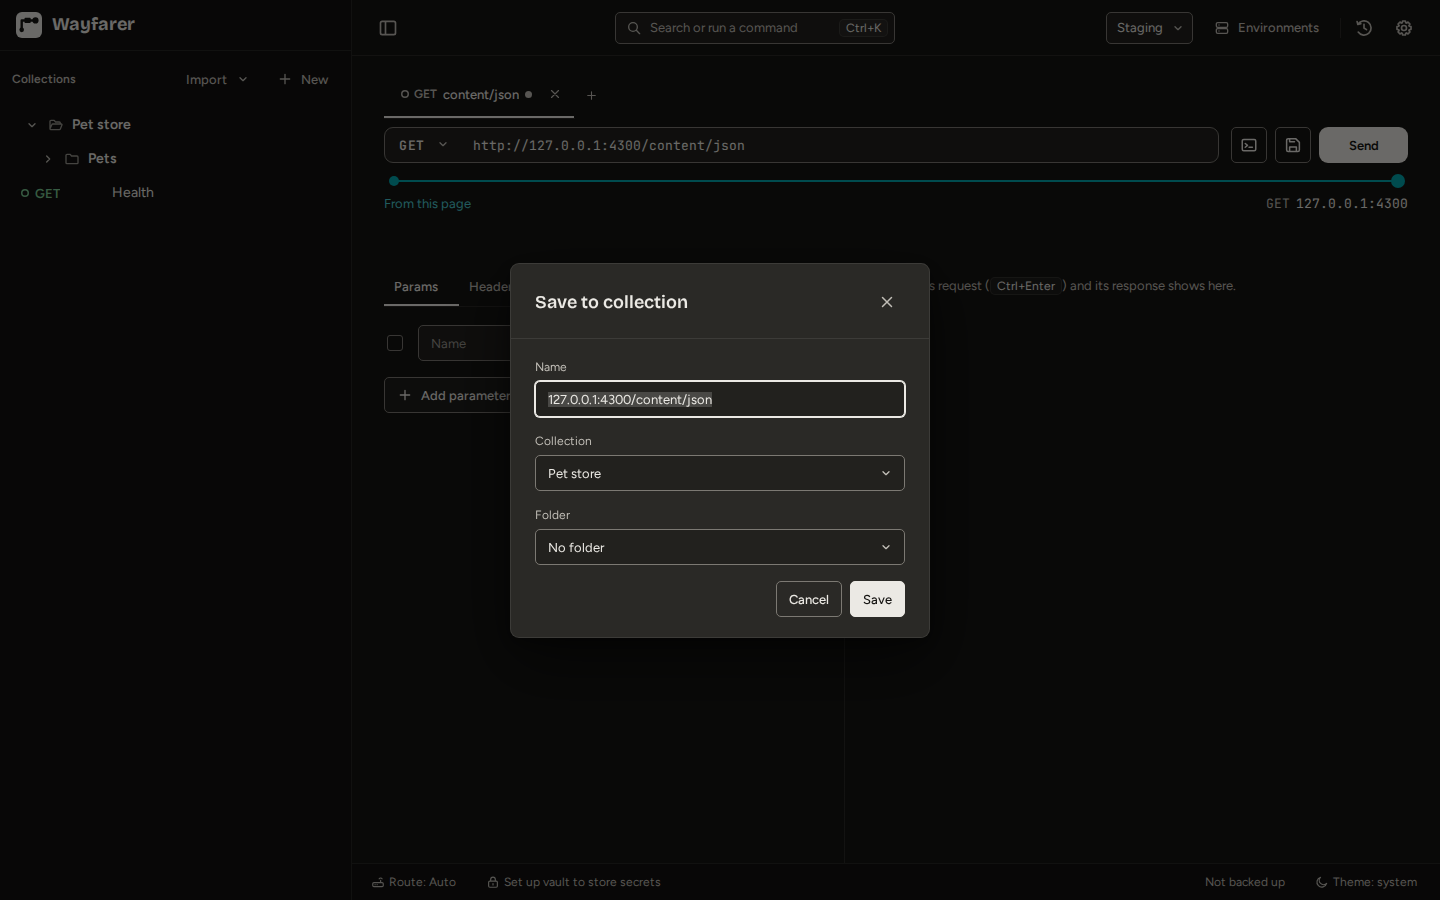 Wayfarer
Search or run a command Ctrl+K
Staging
Environments
Collections
Import
New
Pet store
Pets
GET Health
GET content/json
GET http://127.0.0.1:4300/content/json
Send
From this page
GET 127.0.0.1:4300
Params
Name
Add parameter
s request ( Ctrl+Enter ) and its response shows here.
Save to collection
Name
127.0.0.1:4300/content/json
Collection
Pet store
Folder
No folder
Cancel
Save
Route: Auto
Set up vault to store secrets
Not backed up
Theme: system